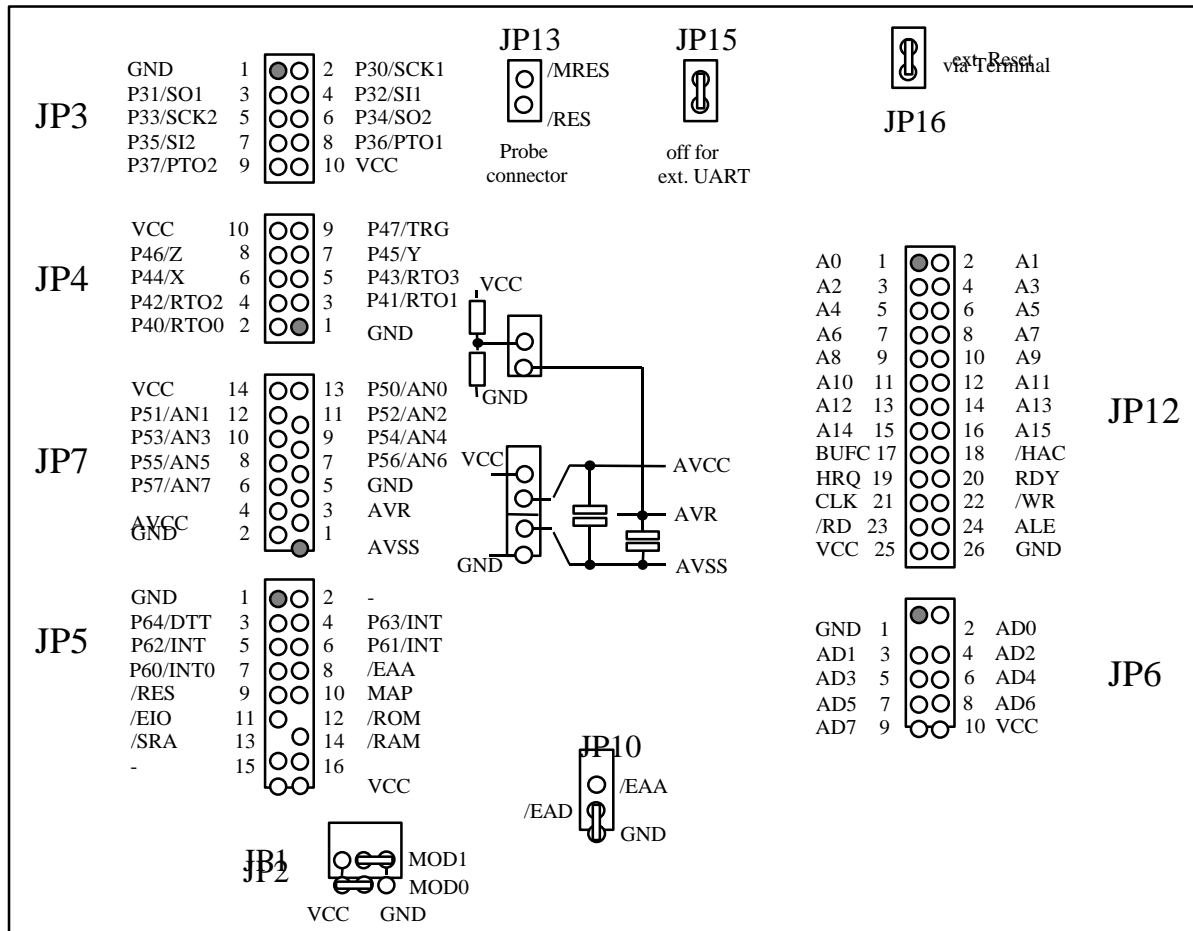 JP13
JP15
JP16
ext. Reset
via Terminal
/MRES
/RES
Probe
connector
off for
ext. UART
JP3
GND 1 2 P30/SCK1
P31/SO1 3 4 P32/SI1
P33/SCK2 5 6 P34/SO2
P35/SI2 7 8 P36/PTO1
P37/PTO2 9 10 VCC
JP4
VCC 10 9 P47/TRG
P46/Z 8 7 P45/Y
P44/X 6 5 P43/RTO3
P42/RTO2 4 3 P41/RTO1
P40/RTO0 2 1 GND
JP7
VCC 14 13 P50/AN0
P51/AN1 12 11 P52/AN2
P53/AN3 10 9 P54/AN4
P55/AN5 8 7 P56/AN6
P57/AN7 6 5 GND
AVCC 4 3 AVR
GND 2 1 AVSS
VCC
GND
VCC
GND
AVCC
AVR
AVSS
JP12
A0 1 2 A1
A2 3 4 A3
A4 5 6 A5
A6 7 8 A7
A8 9 10 A9
A10 11 12 A11
A12 13 14 A13
A14 15 16 A15
BUFC 17 18 /HAC
HRQ 19 20 RDY
CLK 21 22 /WR
/RD 23 24 ALE
VCC 25 26 GND
JP5
GND 1 2 -
P64/DTT 3 4 P63/INT
P62/INT 5 6 P61/INT
P60/INT0 7 8 /EAA
/RES 9 10 MAP
/EIO 11 12 /ROM
/SRA 13 14 /RAM
- 15 16 VCC
JP6
GND 1 2 AD0
AD1 3 4 AD2
AD3 5 6 AD4
AD5 7 8 AD6
AD7 9 10 VCC
JP10
/EAA
/EAD
GND
JP1
JP2
MOD1
MOD0
VCC GND